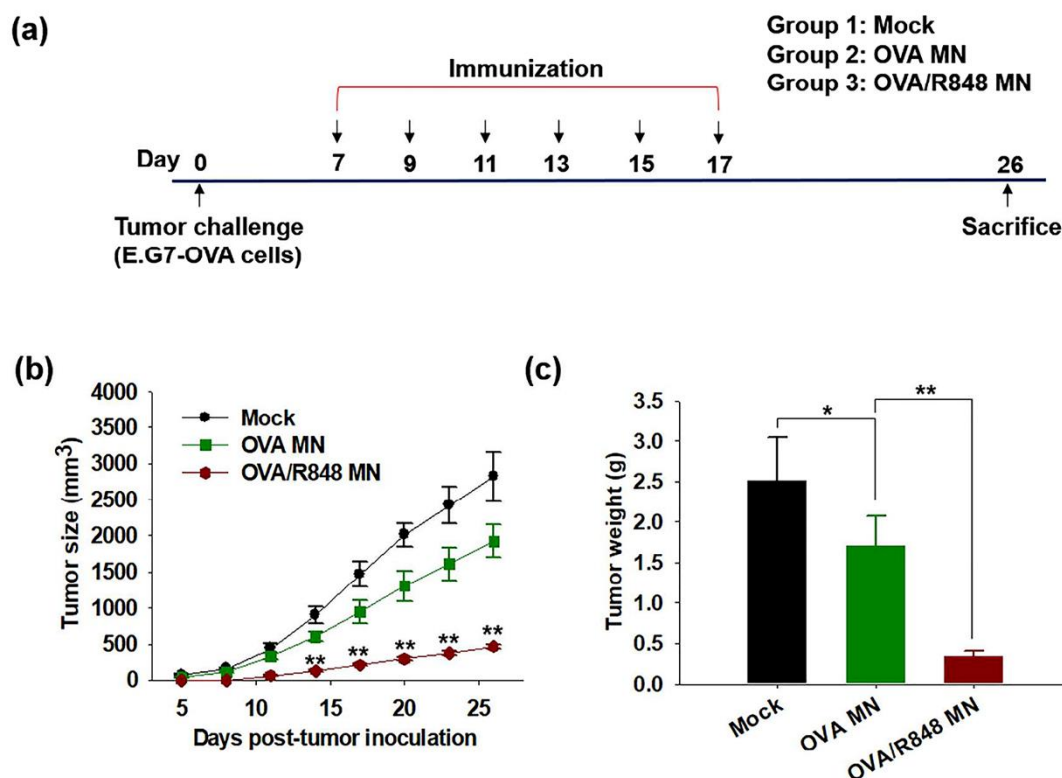 (a)
Group 1: Mock
Group 2: OVA MN
Group 3: OVA/R848 MN
Immunization
Day 0 7 9 11 13 15 17 26
Tumor challenge
(E.G7-OVA cells)
Sacrifice
(b)
Tumor size (mm³)
4000
3500
3000
2500
2000
1500
1000
500
0
Mock
OVA MN
OVA/R848 MN
** ** ** ** **
5 10 15 20 25
Days post-tumor inoculation
(c)
Tumor weight (g)
3.5
3.0
2.5
2.0
1.5
1.0
0.5
0.0
* **
Mock
OVA MN
OVA/R848 MN